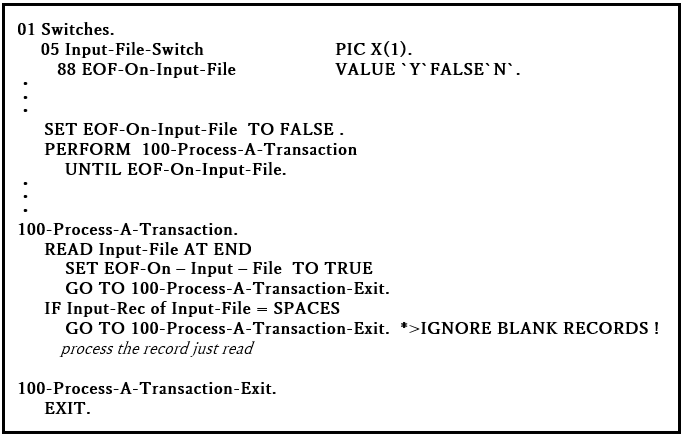 01 Switches.
05 Input-File-Switch PIC X(1).
88 EOF-On-Input-File VALUE `Y`FALSE`N`.
.
.
.
SET EOF-On-Input-File TO FALSE .
PERFORM 100-Process-A-Transaction
UNTIL EOF-On-Input-File.
.
.
.
100-Process-A-Transaction.
READ Input-File AT END
SET EOF-On – Input – File TO TRUE
GO TO 100-Process-A-Transaction-Exit.
IF Input-Rec of Input-File = SPACES
GO TO 100-Process-A-Transaction-Exit. *>IGNORE BLANK RECORDS !
process the record just read
100-Process-A-Transaction-Exit.
EXIT.